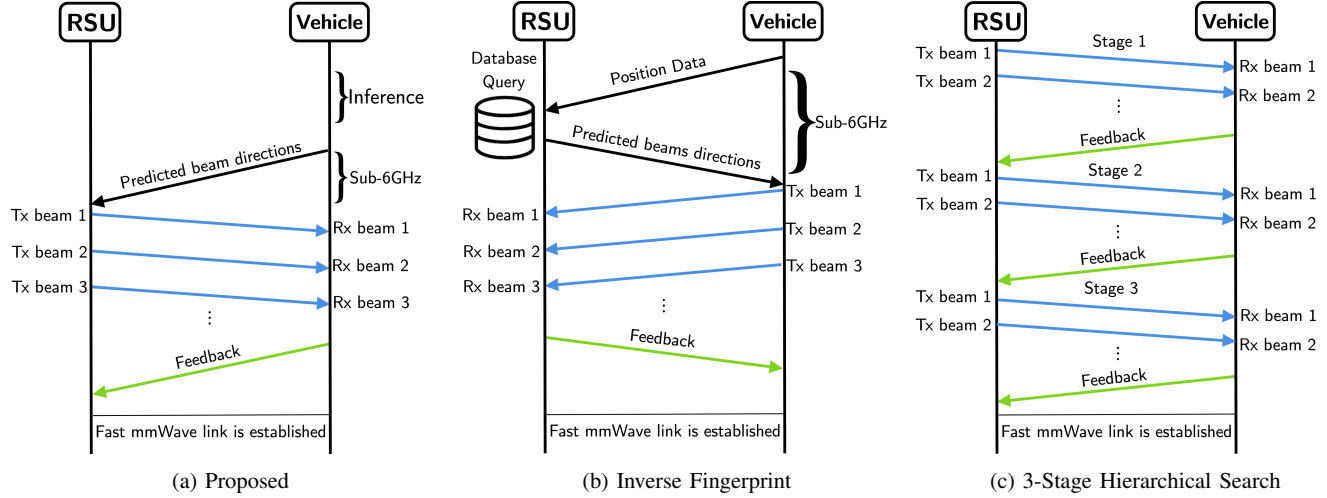 RSU
Vehicle
Inference
Predicted beam directions
Sub-6GHz
Tx beam 1
Rx beam 1
Tx beam 2
Rx beam 2
Tx beam 3
Rx beam 3
⋮
Feedback
Fast mmWave link is established
(a) Proposed
RSU
Vehicle
Database
Query
Position Data
Sub-6GHz
Predicted beams directions
Tx beam 1
Rx beam 1
Tx beam 2
Rx beam 2
Tx beam 3
Rx beam 3
⋮
Feedback
Fast mmWave link is established
(b) Inverse Fingerprint
RSU
Vehicle
Stage 1
Tx beam 1
Rx beam 1
Tx beam 2
Rx beam 2
⋮
Feedback
Stage 2
Tx beam 1
Rx beam 1
Tx beam 2
Rx beam 2
⋮
Feedback
Stage 3
Tx beam 1
Rx beam 1
Tx beam 2
Rx beam 2
⋮
Feedback
Fast mmWave link is established
(c) 3-Stage Hierarchical Search